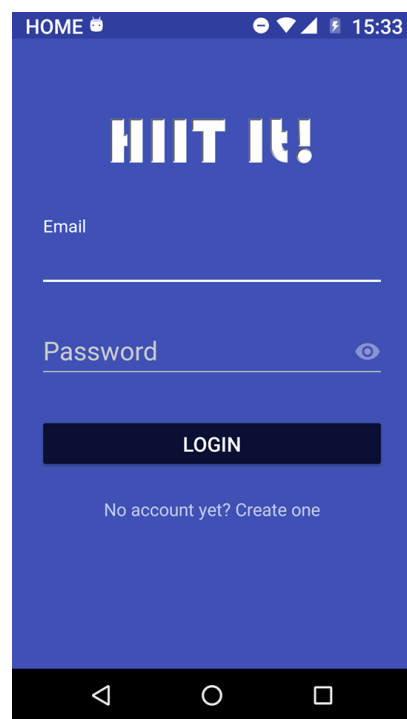 HOME 15:33
HIIT It!
Email
Password
LOGIN
No account yet? Create one